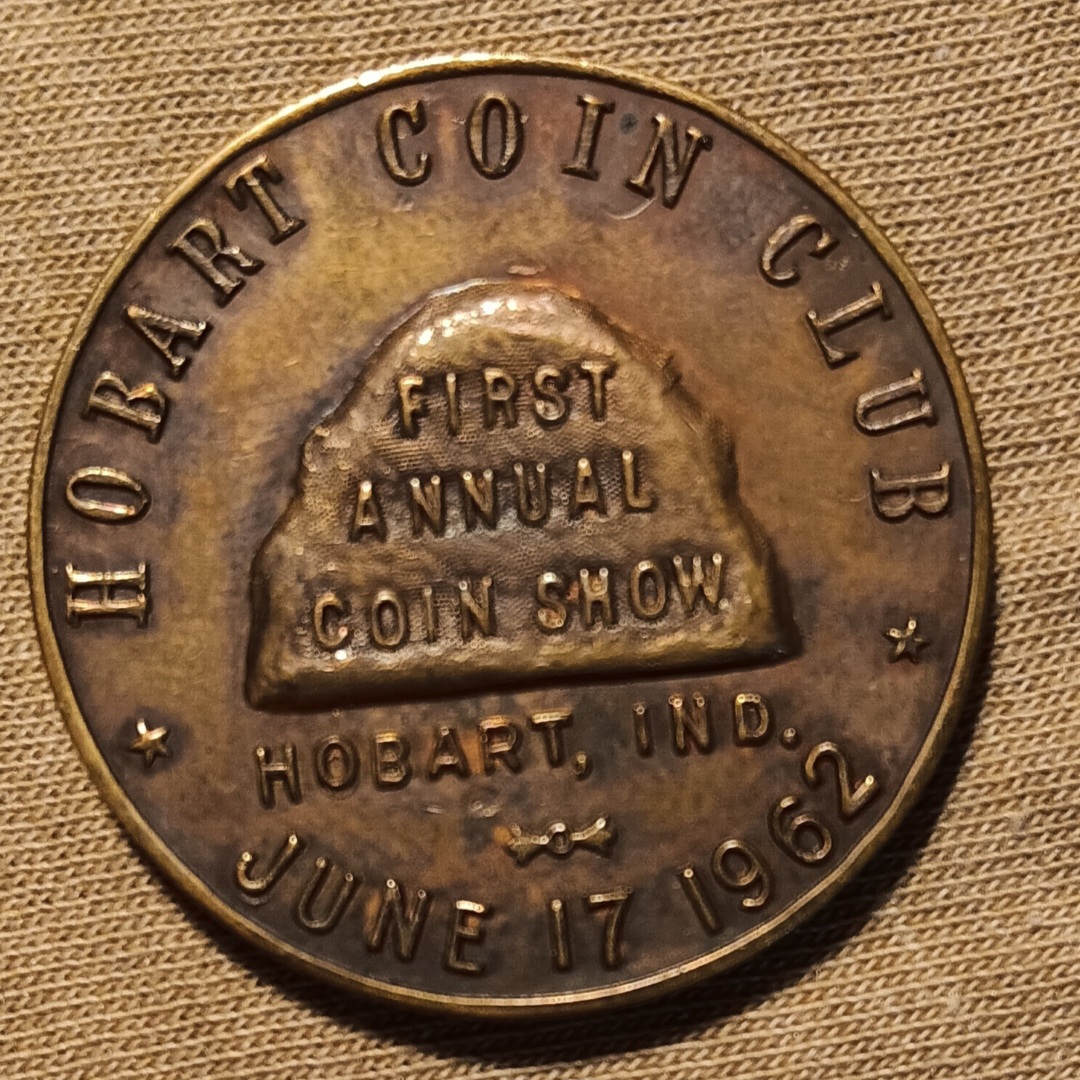 HOBART COIN CLUB
FIRST
ANNUAL
COIN SHOW
HOBART, IND.
JUNE 17 1962